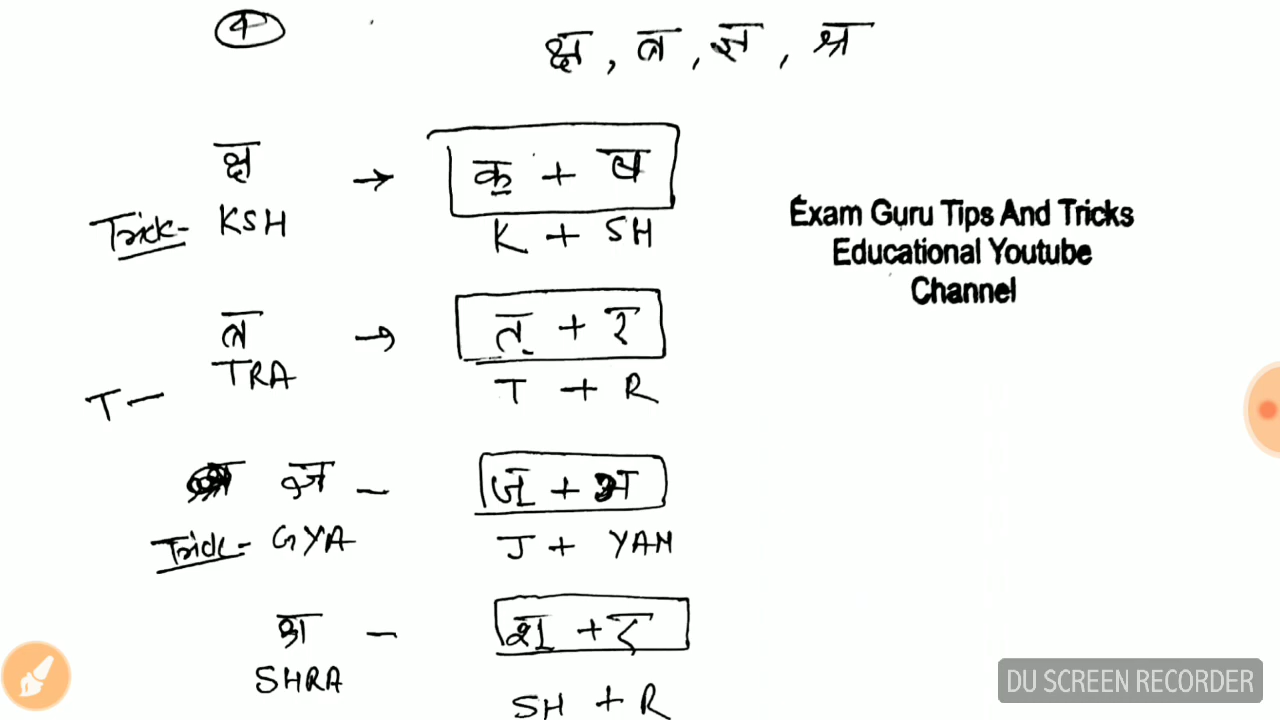 क्ष , त्र , ज्ञ , श्र
क्ष → क् + ष
Trick- KSH K + SH
Exam Guru Tips And Tricks
Educational Youtube
Channel
त्र → त् + र
TRA T + R
T -
ज्ञ - ज् + ञ
Trick- GYA J + YAN
श्र - श् + र
SHRA SH + R
DU SCREEN RECORDER